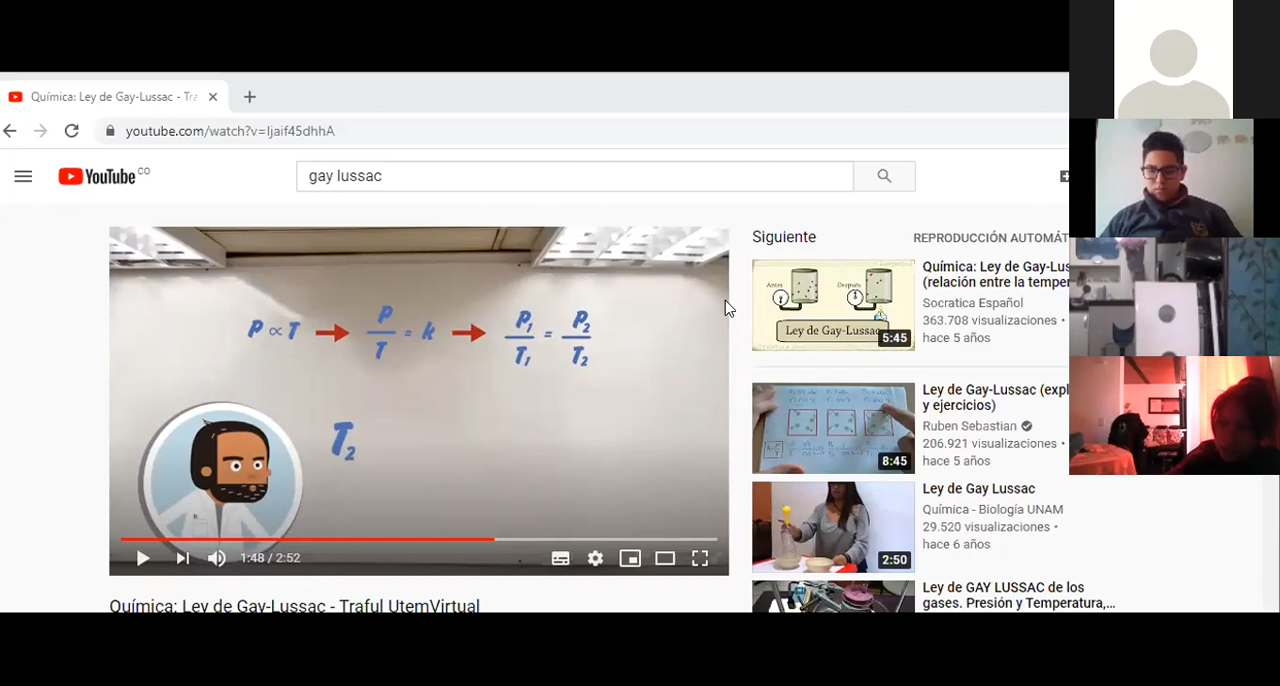 Química: Ley de Gay-Lussac - Tra
youtube.com/watch?v=Ijaif45dhhA
YouTube CO
gay lussac
P ∝ T → P/T = k → P₁/T₁ = P₂/T₂
T₂
1:48 / 2:52
Química: Ley de Gay-Lussac - Traful UtemVirtual
Siguiente
REPRODUCCIÓN AUTOMÁT
Antes
Después
Ley de Gay-Lussac
5:45
Química: Ley de Gay-Lus
(relación entre la temper
Socratica Español
363.708 visualizaciones •
hace 5 años
8:45
Ley de Gay-Lussac (expl
y ejercicios)
Ruben Sebastian
206.921 visualizaciones •
hace 5 años
2:50
Ley de Gay Lussac
Química - Biología UNAM
29.520 visualizaciones •
hace 6 años
Ley de GAY LUSSAC de los
gases. Presión y Temperatura,...